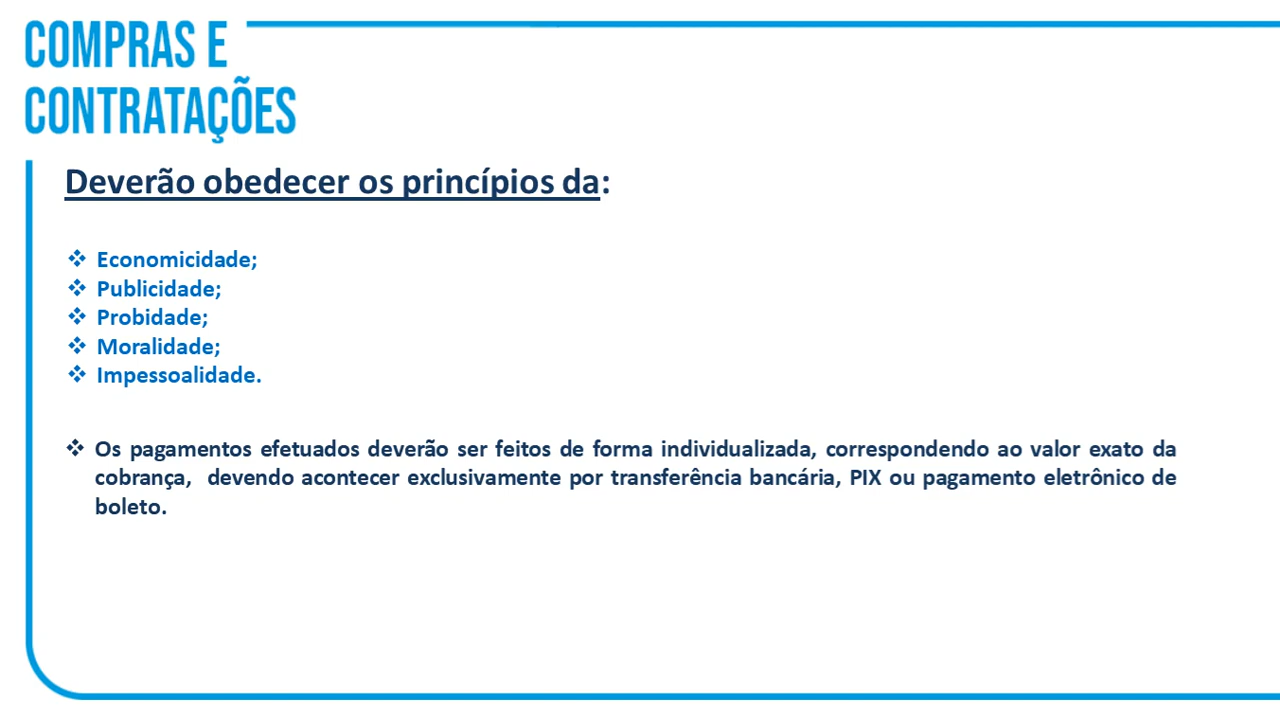 COMPRAS E
CONTRATAÇÕES
Deverão obedecer os princípios da:
❖ Economicidade;
❖ Publicidade;
❖ Probidade;
❖ Moralidade;
❖ Impessoalidade.
❖ Os pagamentos efetuados deverão ser feitos de forma individualizada, correspondendo ao valor exato da
cobrança, devendo acontecer exclusivamente por transferência bancária, PIX ou pagamento eletrônico de
boleto.